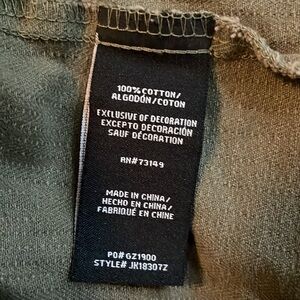 100% COTTON/
ALGODÓN/COTON
EXCLUSIVE OF DECORATION
EXCEPTO DECORACIÓN
SAUF DÉCORATION
RN#73149
MADE IN CHINA/
HECHO EN CHINA/
FABRIQUÉ EN CHINE
PO# GZ1900
STYLE# JK18307Z